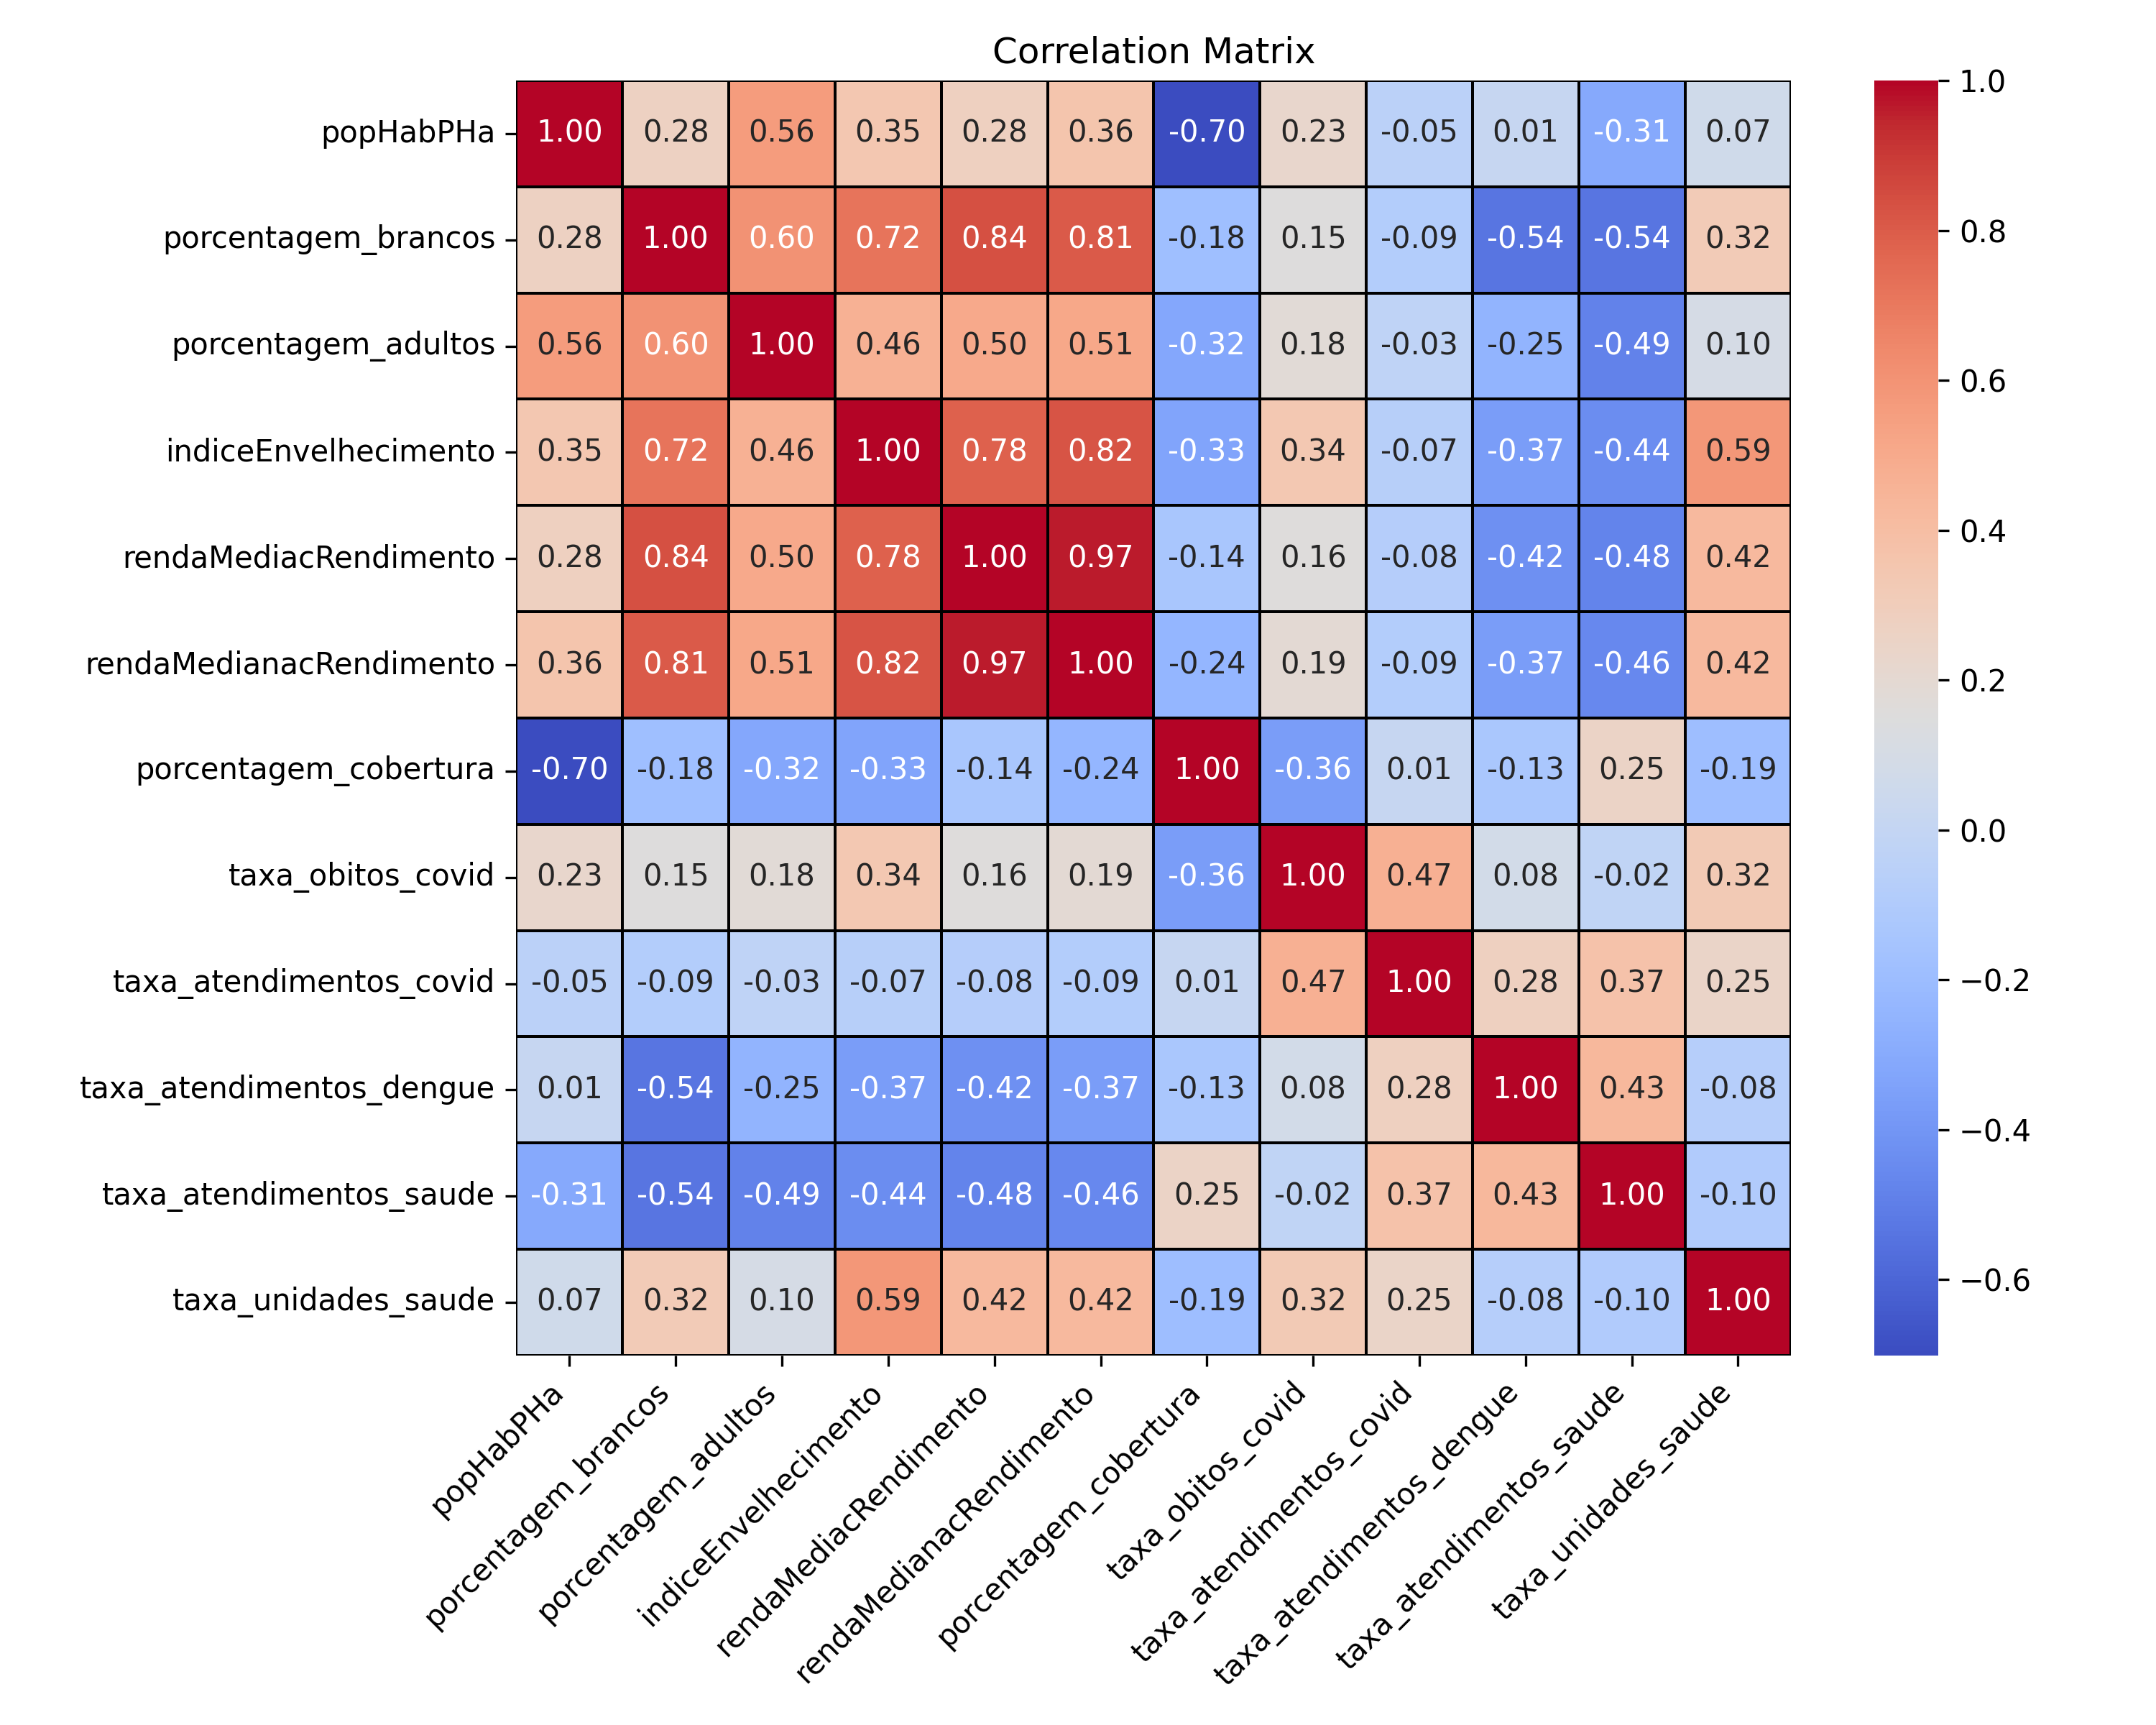 Correlation Matrix
popHabPHa 1.00 0.28 0.56 0.35 0.28 0.36 -0.70 0.23 -0.05 0.01 -0.31 0.07
porcentagem_brancos 0.28 1.00 0.60 0.72 0.84 0.81 -0.18 0.15 -0.09 -0.54 -0.54 0.32
porcentagem_adultos 0.56 0.60 1.00 0.46 0.50 0.51 -0.32 0.18 -0.03 -0.25 -0.49 0.10
indiceEnvelhecimento 0.35 0.72 0.46 1.00 0.78 0.82 -0.33 0.34 -0.07 -0.37 -0.44 0.59
rendaMediacRendimento 0.28 0.84 0.50 0.78 1.00 0.97 -0.14 0.16 -0.08 -0.42 -0.48 0.42
rendaMedianacRendimento 0.36 0.81 0.51 0.82 0.97 1.00 -0.24 0.19 -0.09 -0.37 -0.46 0.42
porcentagem_cobertura -0.70 -0.18 -0.32 -0.33 -0.14 -0.24 1.00 -0.36 0.01 -0.13 0.25 -0.19
taxa_obitos_covid 0.23 0.15 0.18 0.34 0.16 0.19 -0.36 1.00 0.47 0.08 -0.02 0.32
taxa_atendimentos_covid -0.05 -0.09 -0.03 -0.07 -0.08 -0.09 0.01 0.47 1.00 0.28 0.37 0.25
taxa_atendimentos_dengue 0.01 -0.54 -0.25 -0.37 -0.42 -0.37 -0.13 0.08 0.28 1.00 0.43 -0.08
taxa_atendimentos_saude -0.31 -0.54 -0.49 -0.44 -0.48 -0.46 0.25 -0.02 0.37 0.43 1.00 -0.10
taxa_unidades_saude 0.07 0.32 0.10 0.59 0.42 0.42 -0.19 0.32 0.25 -0.08 -0.10 1.00
popHabPHa
porcentagem_brancos
porcentagem_adultos
indiceEnvelhecimento
rendaMediacRendimento
rendaMedianacRendimento
porcentagem_cobertura
taxa_obitos_covid
taxa_atendimentos_covid
taxa_atendimentos_dengue
taxa_atendimentos_saude
taxa_unidades_saude
1.0
0.8
0.6
0.4
0.2
0.0
−0.2
−0.4
−0.6